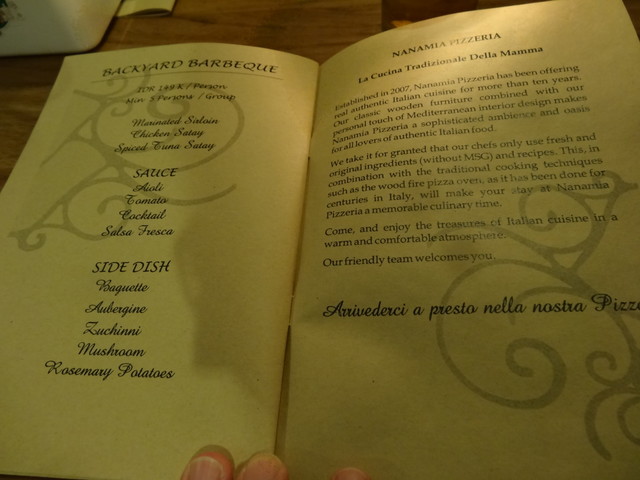 BACKYARD BARBEQUE
IDR 149 K / Person
Min 5 Persons / Group
Marinated Sirloin
Chicken Satay
Spiced Tuna Satay
SAUCE
Aioli
Tomato
Cocktail
Salsa Fresca
SIDE DISH
Baguette
Aubergine
Zuchinni
Mushroom
Rosemary Potatoes
NANAMIA PIZZERIA
La Cucina Tradizionale Della Mamma
Established in 2007, Nanamia Pizzeria has been offering
real authentic Italian cuisine for more than ten years.
Our classic wooden furniture combined with our
personal touch of Mediterranean interior design makes
Nanamia Pizzeria a sophisticated ambience and oasis
for all lovers of authentic Italian food.
We take it for granted that our chefs only use fresh and
original ingredients (without MSG) and recipes. This, in
combination with the traditional cooking techniques
such as the wood fire pizza oven, as it has been done for
centuries in Italy, will make your stay at Nanamia
Pizzeria a memorable culinary time.
Come, and enjoy the treasures of Italian cuisine in a
warm and comfortable atmosphere.
Our friendly team welcomes you.
Arrivederci a presto nella nostra Pizz